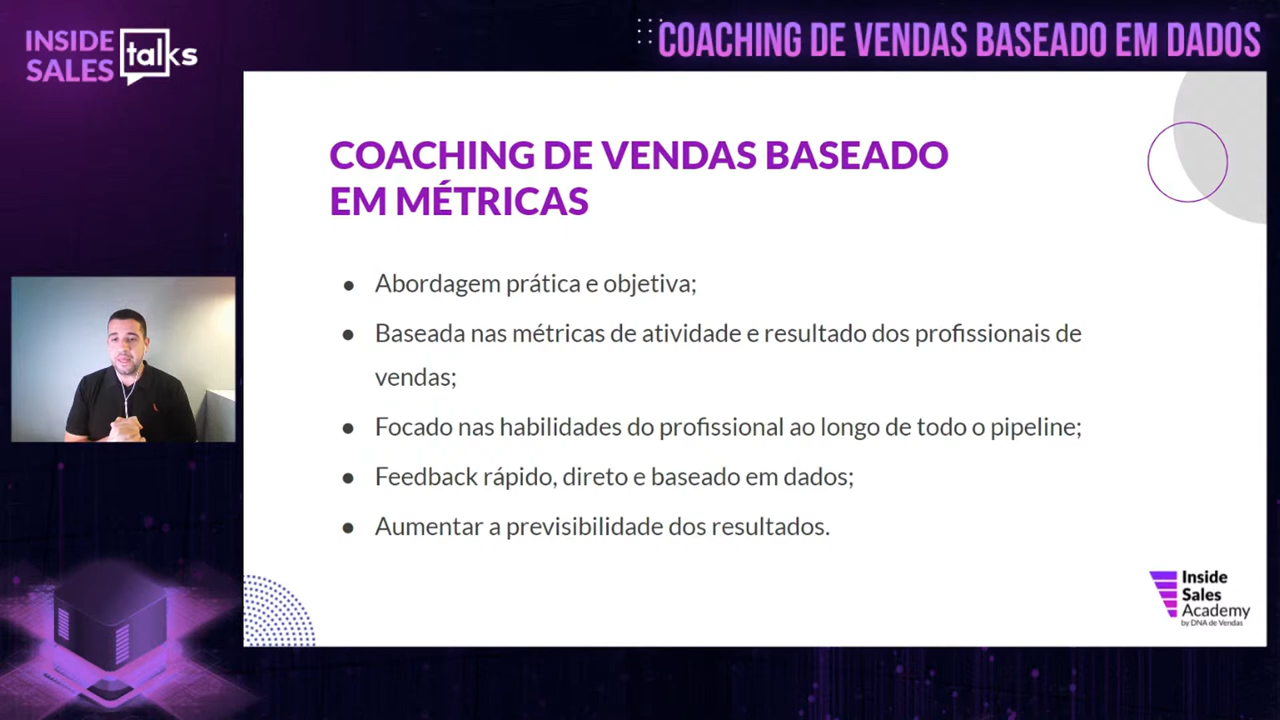 INSIDE
SALES
talks
COACHING DE VENDAS BASEADO EM DADOS
COACHING DE VENDAS BASEADO
EM MÉTRICAS
● Abordagem prática e objetiva;
● Baseada nas métricas de atividade e resultado dos profissionais de
vendas;
● Focado nas habilidades do profissional ao longo de todo o pipeline;
● Feedback rápido, direto e baseado em dados;
● Aumentar a previsibilidade dos resultados.
Inside
Sales
Academy
by DNA de Vendas